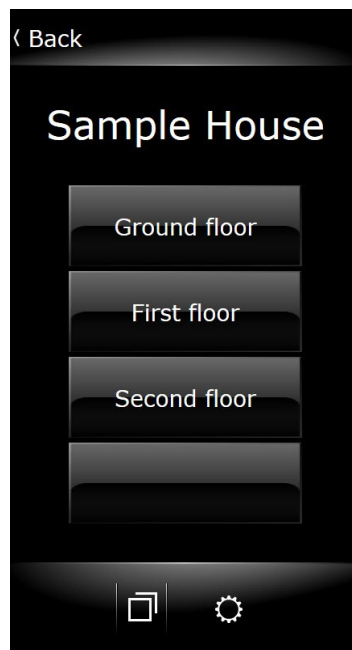 Back
Sample House
Ground floor
First floor
Second floor